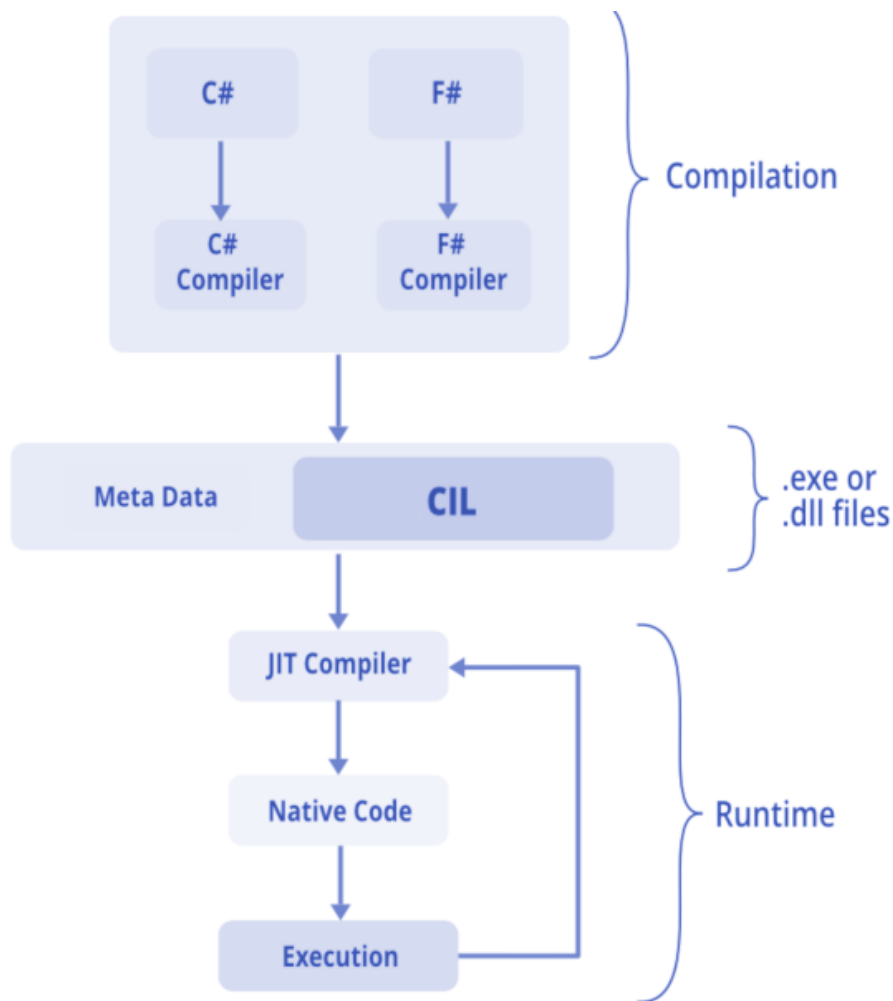 C#
F#
C#
Compiler
F#
Compiler
Compilation
Meta Data
CIL
.exe or
.dll files
JIT Compiler
Native Code
Runtime
Execution